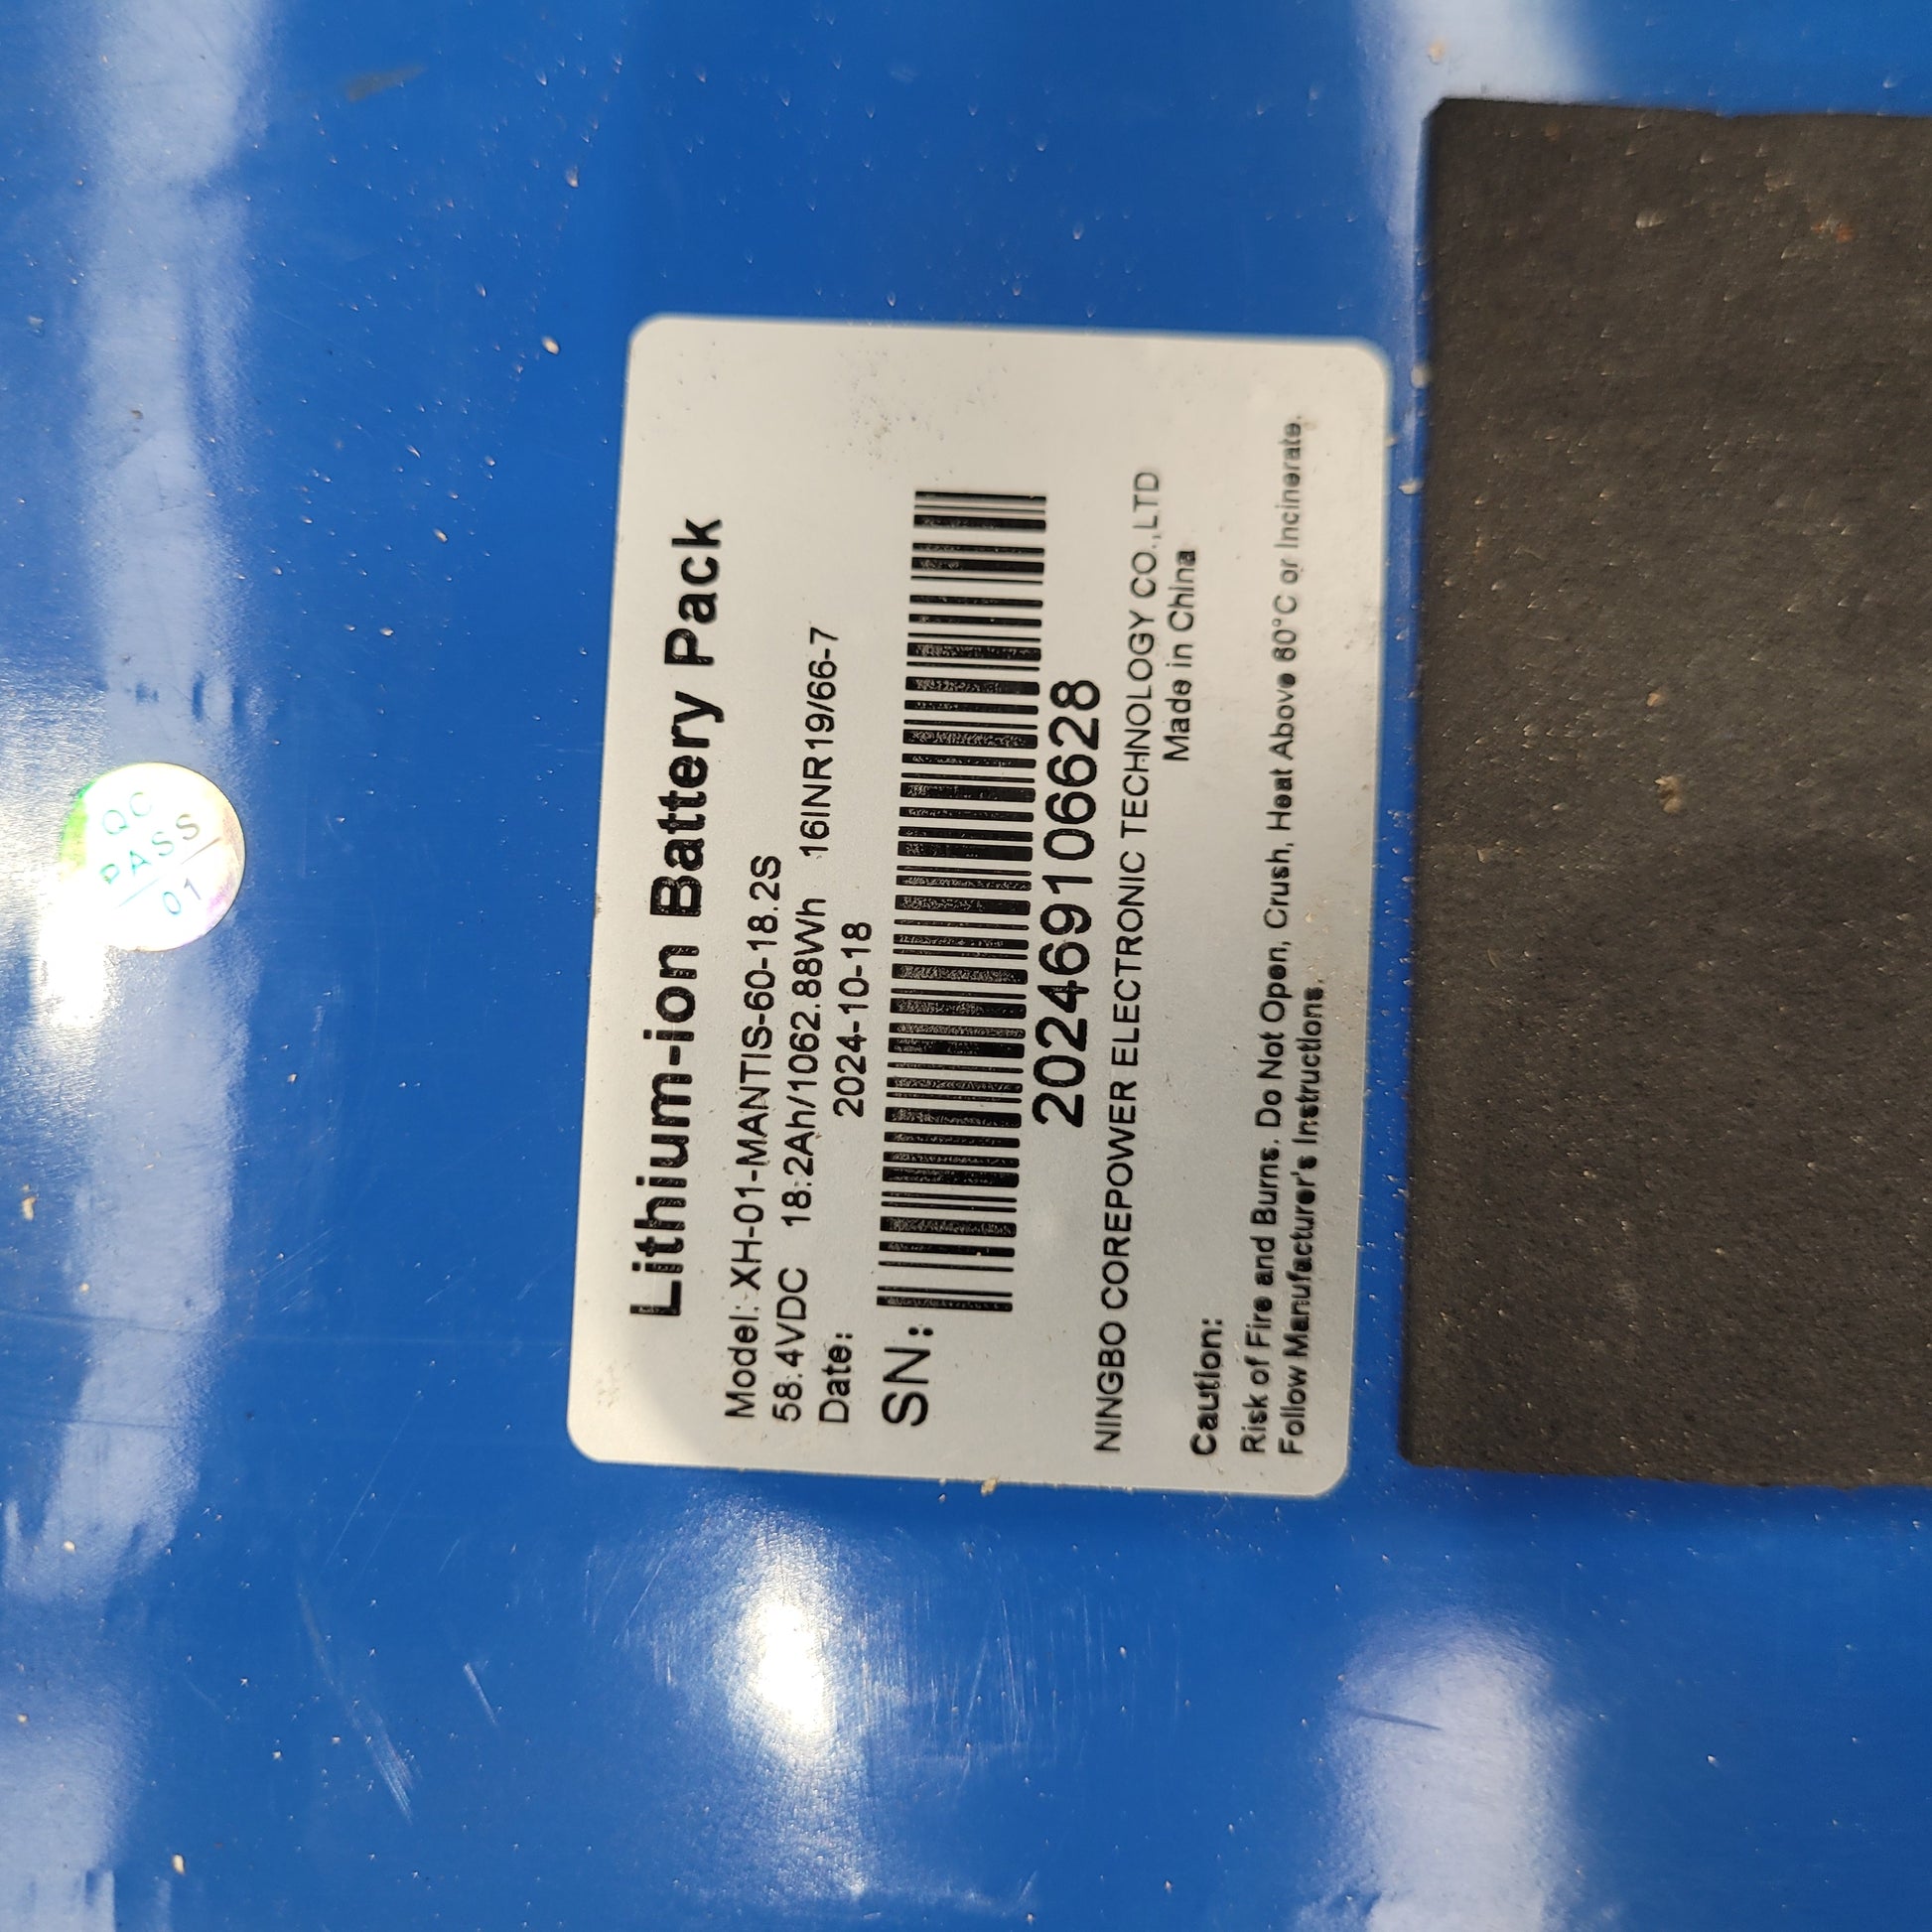 Lithium-ion Battery Pack
Model: XH-01-MANTIS-60-18.2S
58.4VDC 18.2Ah/1062.88Wh 16INR19/66-7
Date: 2024-10-18
SN:
202469106628
NINGBO COREPOWER ELECTRONIC TECHNOLOGY CO.,LTD
Made in China
Caution:
Risk of Fire and Burns. Do Not Open, Crush, Heat Above 60°C or Incinerate.
Follow Manufacturer's Instructions.
QC
PASS
01